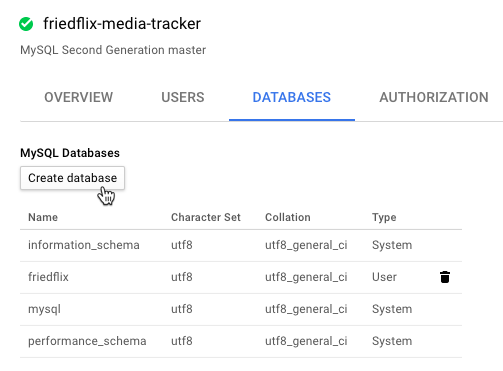 friedflix-media-tracker
MySQL Second Generation master
OVERVIEW USERS DATABASES AUTHORIZATION
MySQL Databases
Create database
Name Character Set Collation Type
information_schema utf8 utf8_general_ci System
friedflix utf8 utf8_general_ci User
mysql utf8 utf8_general_ci System
performance_schema utf8 utf8_general_ci System